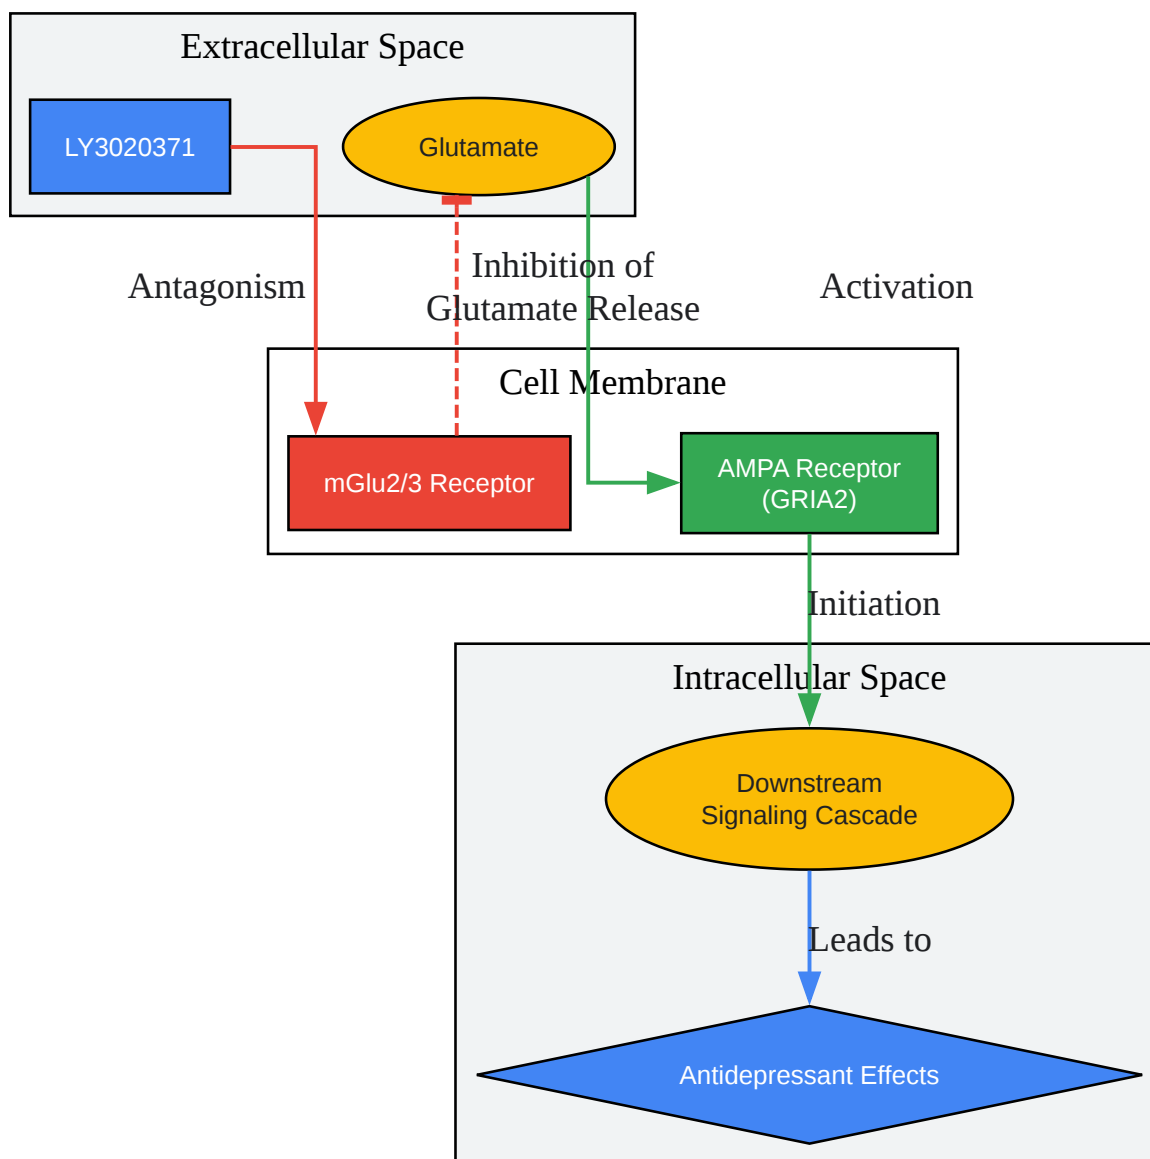 Extracellular Space
LY3020371
Glutamate
Antagonism
Inhibition of
Glutamate Release
Activation
Cell Membrane
mGlu2/3 Receptor
AMPA Receptor
(GRIA2)
Initiation
Intracellular Space
Downstream
Signaling Cascade
Leads to
Antidepressant Effects